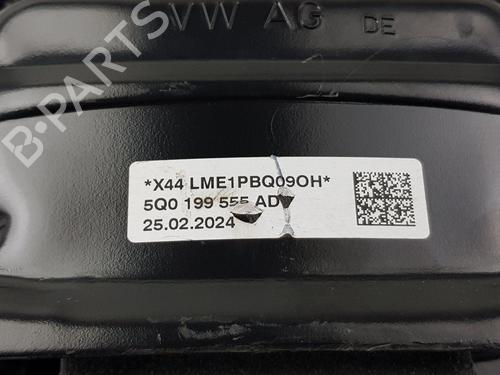 VW AG DE
B-PARTS
*X44 LME1PBQ09OH*
5Q0 199 555 AD
25.02.2024